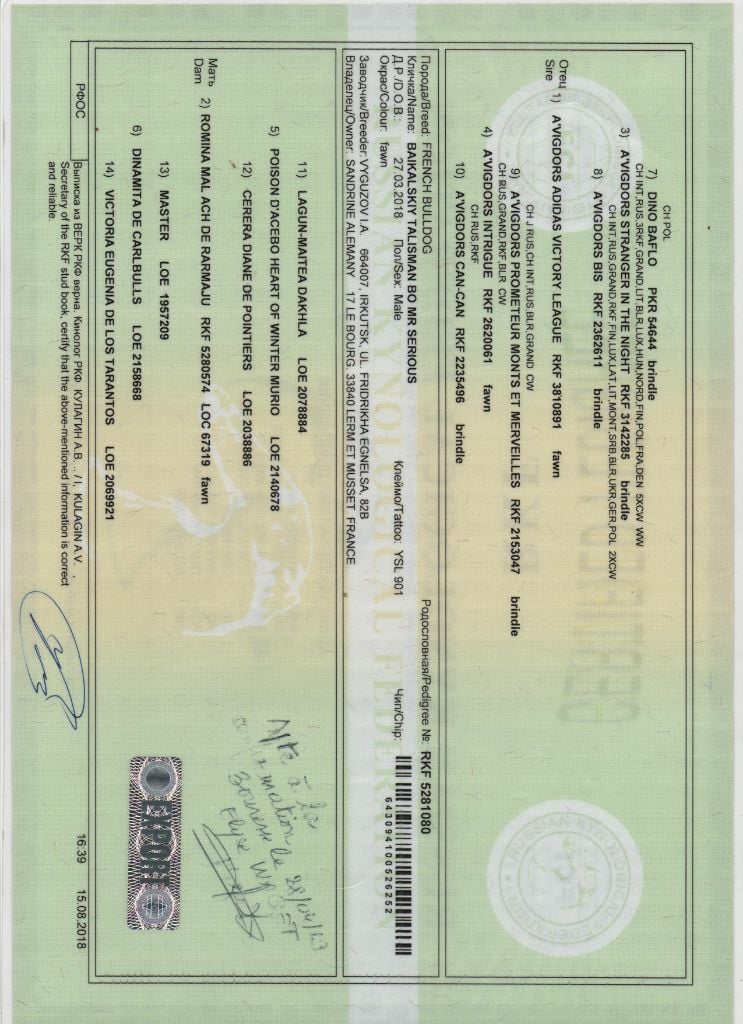 CH POL
7) DINO BAFLO PKR 54644 brindle
CH INT,RUS,3RKF GRAND,LIT,BLR,LUX,HUN,NORD,FIN,POL,FRA,DEN 5XCW WW
3) A'VIGDORS STRANGER IN THE NIGHT RKF 3142285 brindle
CH INT,RUS,GRAND,RKF,FIN,LUX,LAT,LIT,MONT,SRB,BLR,UKR,GER,POL 2XCW
8) A'VIGDORS BIS RKF 2362611 brindle
Отец 1) A'VIGDORS ADIDAS VICTORY LEAGUE RKF 3810891 fawn
Sire
CH J RUS,CH INT,RUS,BLR,GRAND CW
9) A'VIGDORS PROMETEUR MONTS ET MERVEILLES RKF 2153047 brindle
CH RUS,GRAND,RKF,BLR CW
4) A'VIGDORS INTRIGUE RKF 2620061 fawn
CH RUS,RKF
10) A'VIGDORS CAN-CAN RKF 2235496 brindle
Родословная/Pedigree №: RKF 5281080
Порода/Breed: FRENCH BULLDOG
Кличка/Name: BAIKALSKIY TALISMAN BO MR SERIOUS
Д.Р./D.O.B.: 27.03.2018 Пол/Sex: Male Клеймо/Tattoo: YSL 901 Чип/Chip:
643094100526252
Окрас/Colour: fawn
Заводчик/Breeder: VYGUZOV I A. 664007, IRKUTSK, UL. FRIDRIKHA EGNELSA, 82B
Владелец/Owner: SANDRINE ALEMANY 17 LE BOURG. 33840 LERM ET MUSSET FRANCE
RUSSIAN KYNOLOGICAL FEDERATION
11) LAGUN-MAITEA DAKHLA LOE 2078884
5) POISON D'ACEBO HEART OF WINTER MURIO LOE 2140678
12) CERERA DIANE DE POINTIERS LOE 2038886
Мать 2) ROMINA MAL ACH DE RARMAJU RKF 5280574 LOC 67319 fawn
Dam
13) MASTER LOE 1957209
6) DINAMITA DE CARLBULLS LOE 2158668
14) VICTORIA EUGENIA DE LOS TARANTOS LOE 2069921
à la
le 28/04/
EXPORT
РФОС
Выписка из ВЕРК РКФ верна. Кинолог РКФ КУЛАГИН А.В. .. / I, KULAGIN A.V. ,
Secretary of the RKF stud book, certify that the above-mentioned information is correct
and reliable.
16:39 15.08.2018